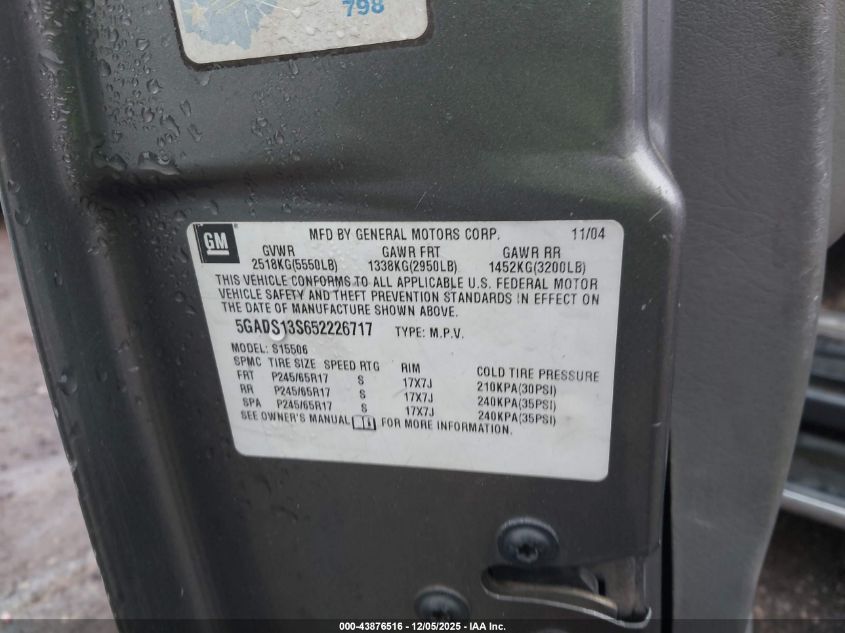 798
GM
MFD BY GENERAL MOTORS CORP. 11/04
GVWR GAWR FRT GAWR RR
2518KG(5550LB) 1338KG(2950LB) 1452KG(3200LB)
THIS VEHICLE CONFORMS TO ALL APPLICABLE U.S. FEDERAL MOTOR
VEHICLE SAFETY AND THEFT PREVENTION STANDARDS IN EFFECT ON
THE DATE OF MANUFACTURE SHOWN ABOVE.
5GADS13S652226717 TYPE: M.P.V.
MODEL: S15506
SPMC TIRE SIZE SPEED RTG RIM COLD TIRE PRESSURE
FRT P245/65R17 S 17X7J 210KPA(30PSI)
RR P245/65R17 S 17X7J 240KPA(35PSI)
SPA P245/65R17 S 17X7J 240KPA(35PSI)
SEE OWNER'S MANUAL FOR MORE INFORMATION.
000-43876516 - 12/05/2025 - IAA Inc.